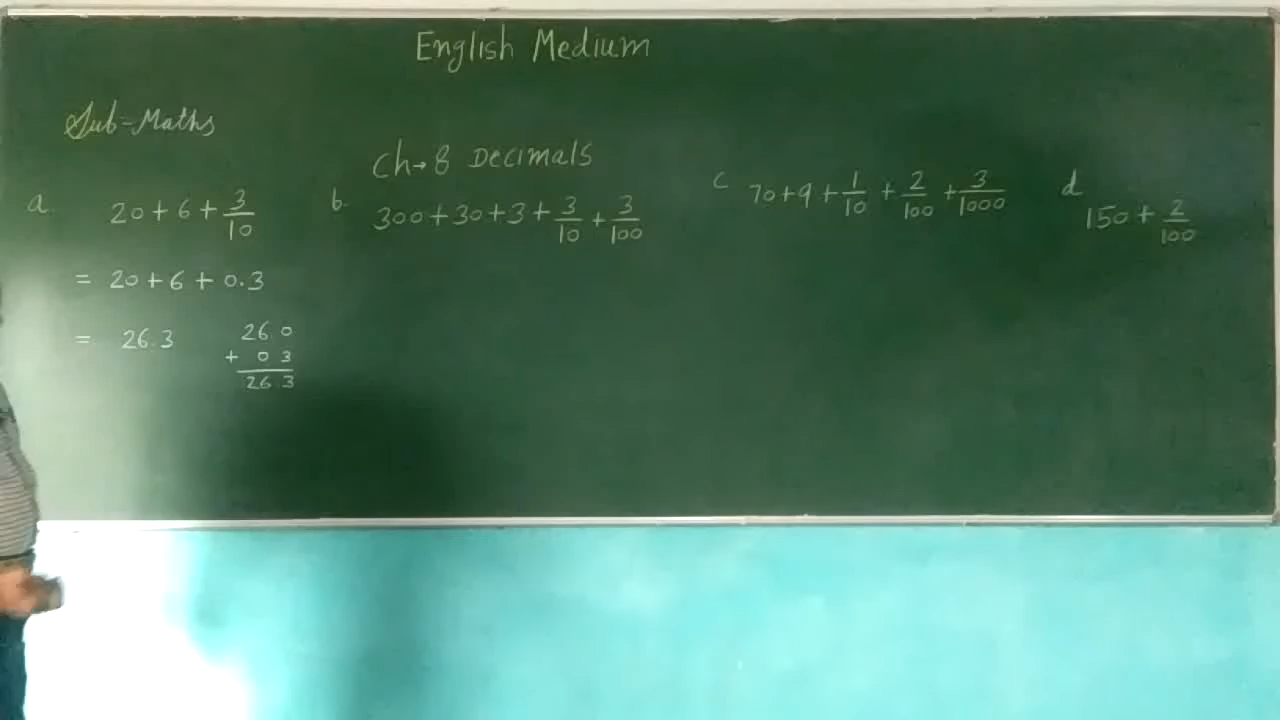 English Medium
Sub-Maths
Ch→8 Decimals
a. 20+6+3/10
= 20+6+0.3
= 26.3
26.0
+ 0 3
26.3
b. 300+30+3+3/10+3/100
c 70+9+1/10+2/100+3/1000
d 150+2/100